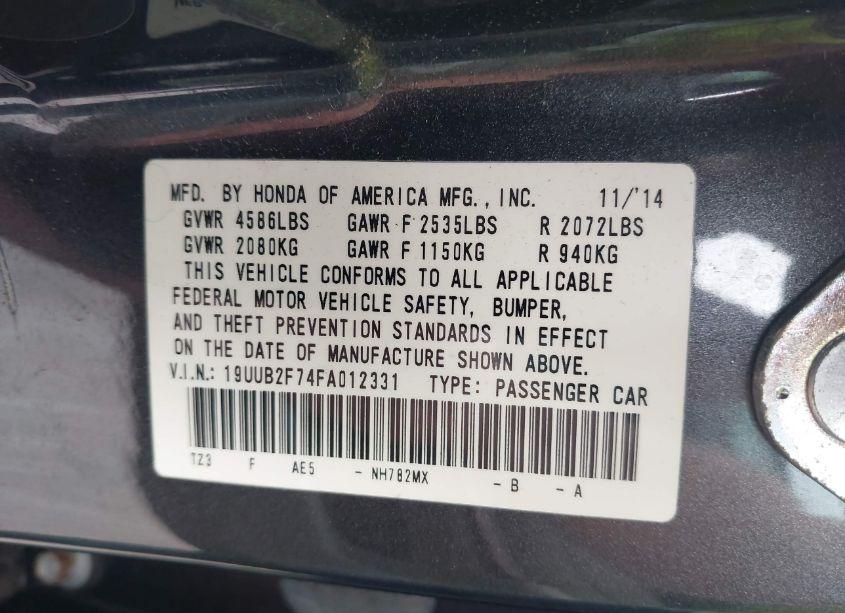 MFD. BY HONDA OF AMERICA MFG., INC. 11/'14
GVWR 4586LBS GAWR F 2535LBS R 2072LBS
GVWR 2080KG GAWR F 1150KG R 940KG
THIS VEHICLE CONFORMS TO ALL APPLICABLE
FEDERAL MOTOR VEHICLE SAFETY, BUMPER,
AND THEFT PREVENTION STANDARDS IN EFFECT
ON THE DATE OF MANUFACTURE SHOWN ABOVE.
V.I.N.: 19UUB2F74FA012331 TYPE: PASSENGER CAR
TZ3 F AE5 - NH782MX - B - A